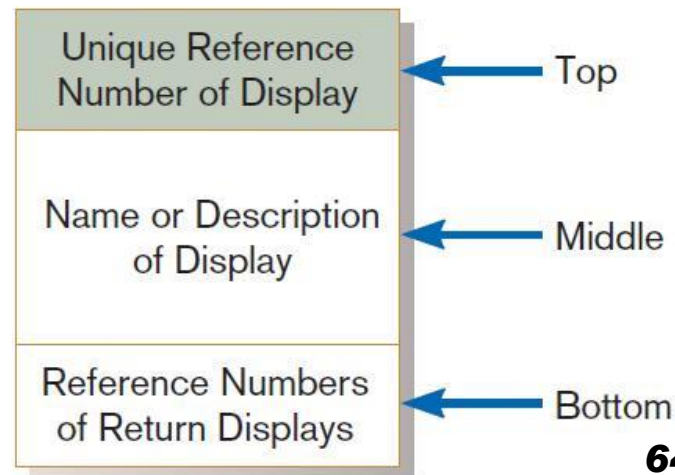 Unique Reference
Number of Display
Top
Name or Description
of Display
Middle
Reference Numbers
of Return Displays
Bottom